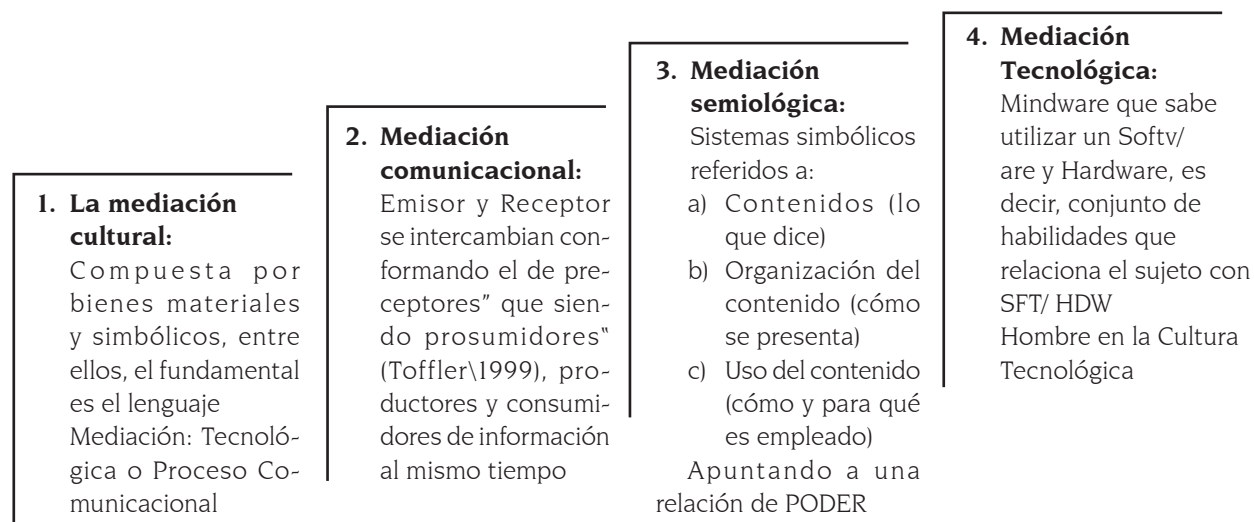 1. La mediación
cultural:
Compuesta por
bienes materiales
y simbólicos, entre
ellos, el fundamental
es el lenguaje
Mediación: Tecnoló-
gica o Proceso Co-
municacional
2. Mediación
comunicacional:
Emisor y Receptor
se intercambian con-
formando el de pre-
ceptores” que sien-
do prosumidores“
(Toffler\1999), pro-
ductores y consumi-
dores de información
al mismo tiempo
3. Mediación
semiológica:
Sistemas simbólicos
referidos a:
a) Contenidos (lo
que dice)
b) Organización del
contenido (cómo
se presenta)
c) Uso del contenido
(cómo y para qué
es empleado)
Apuntando a una
relación de PODER
4. Mediación
Tecnológica:
Mindware que sabe
utilizar un Softv/
are y Hardware, es
decir, conjunto de
habilidades que
relaciona el sujeto con
SFT/ HDW
Hombre en la Cultura
Tecnológica